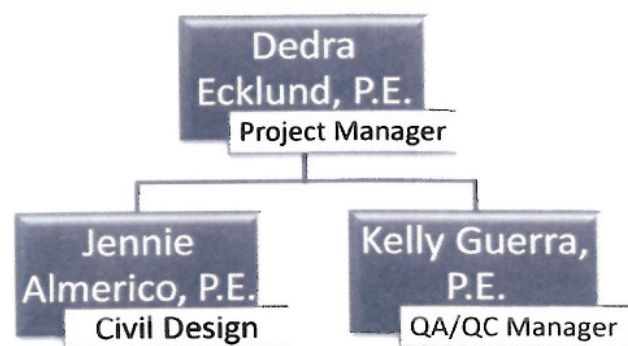 Dedra
Ecklund, P.E.
Project Manager
Jennie
Almerico, P.E.
Civil Design
Kelly Guerra,
P.E.
QA/QC Manager